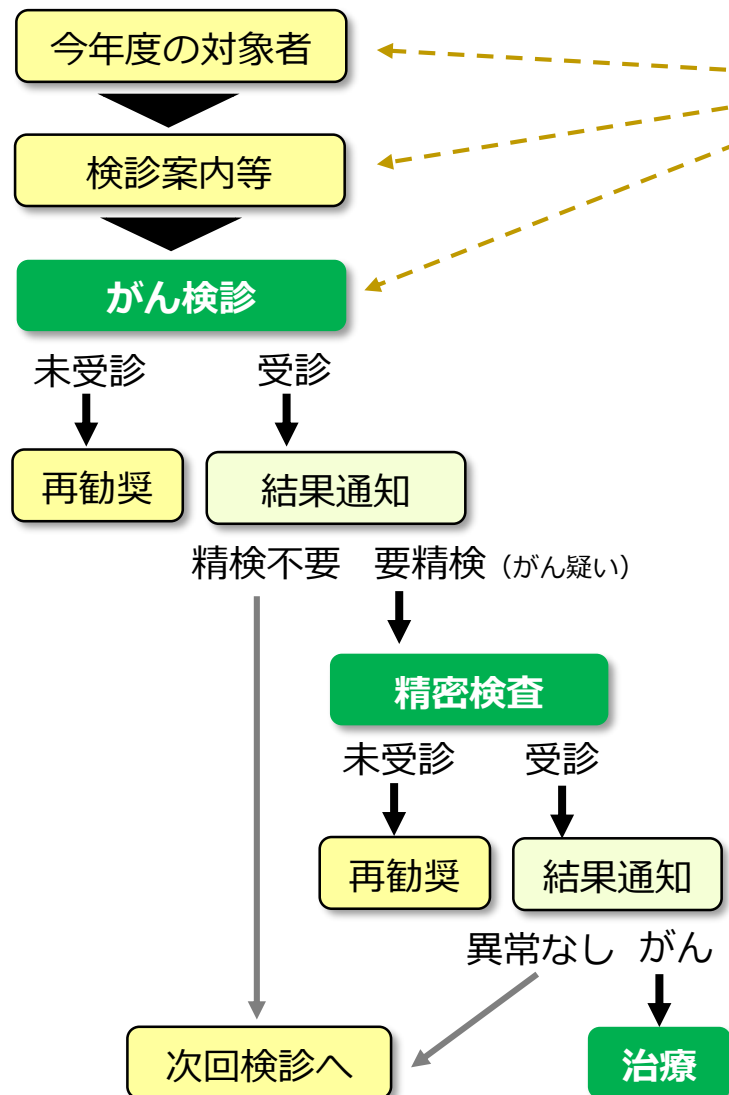 今年度の対象者
検診案内等
がん検診
未受診 受診
再勧奨 結果通知
精検不要 要精検（がん疑い）
精密検査
未受診 受診
再勧奨 結果通知
異常なし がん
次回検診へ 治療